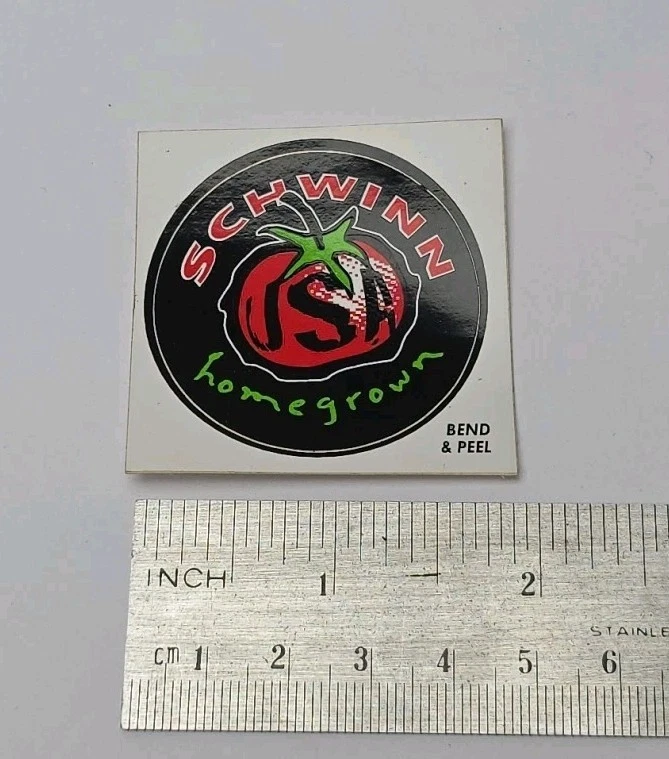 SCHWINN
USA
homegrown
BEND
& PEEL
INCH 1 2
STAINLE
cm 1 2 3 4 5 6